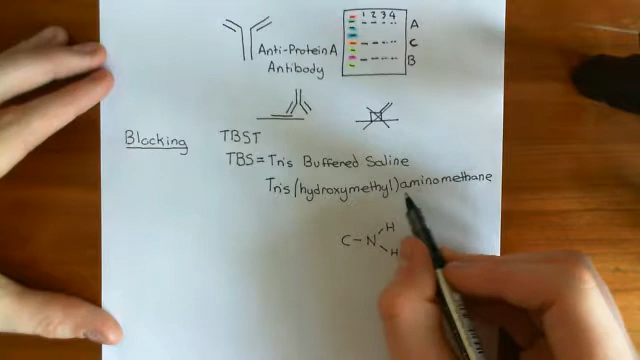 1 2 3 4
A
Anti-Protein A
C
Antibody
B
Blocking
TBST
TBS = Tris Buffered Saline
Tris (hydroxymethyl) aminomethane
H
C-N
H